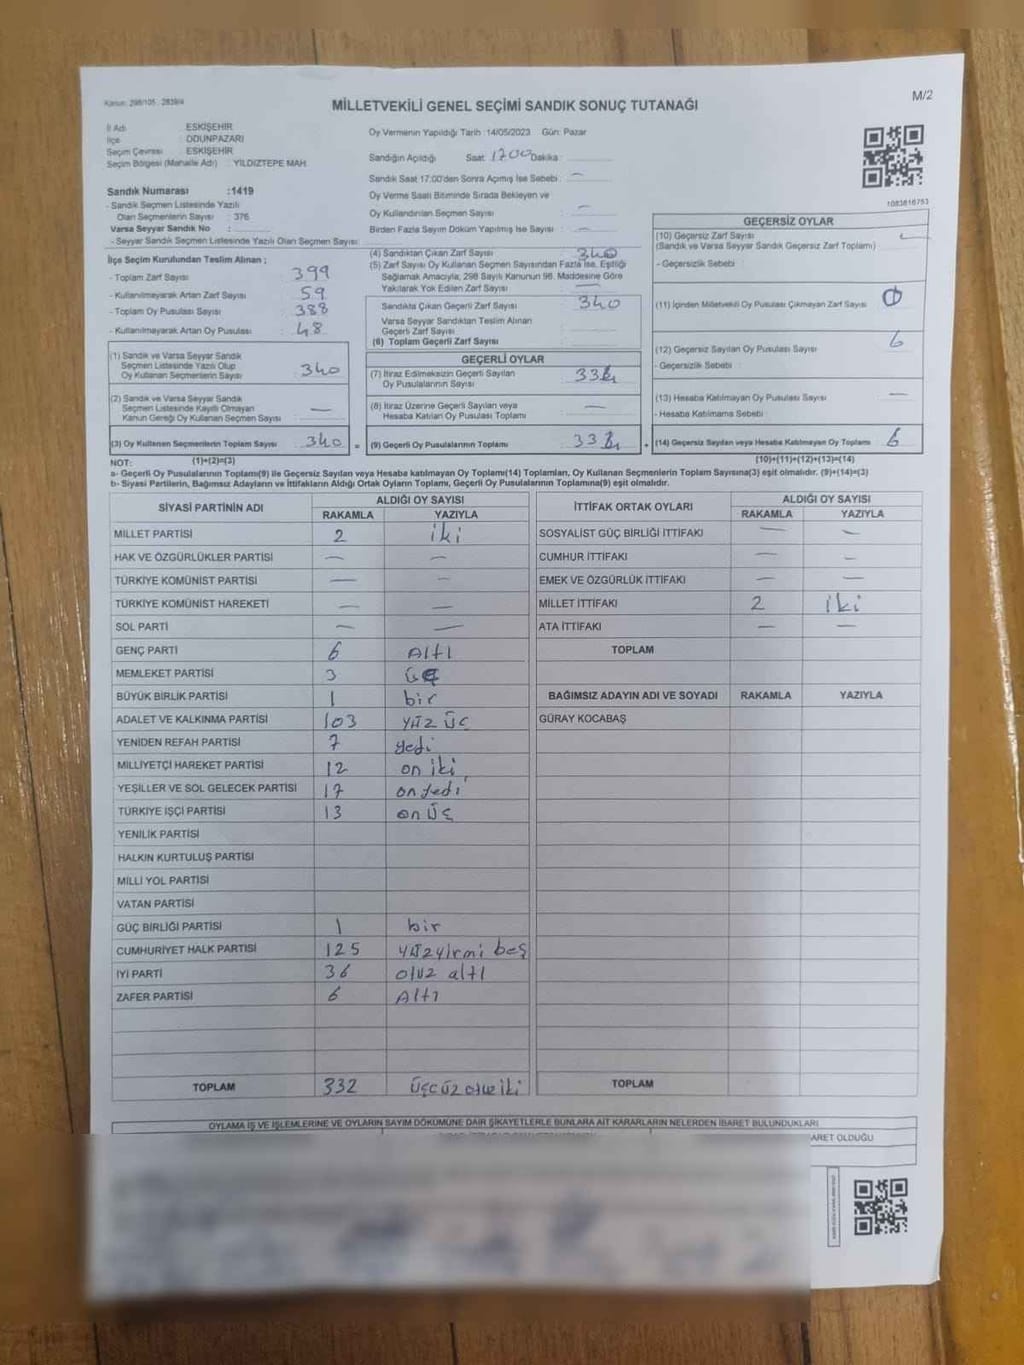 Kanun: 298/105 . 2839/4
M/2
MİLLETVEKİLİ GENEL SEÇİMİ SANDIK SONUÇ TUTANAĞI
İl Adı ESKİŞEHİR
İlçe ODUNPAZARI
Seçim Çevresi ESKİŞEHİR
Seçim Bölgesi (Mahalle Adı) : YILDIZTEPE MAH
Sandık Numarası :1419
- Sandık Seçmen Listesinde Yazılı
Olan Seçmenlerin Sayısı : 376
Varsa Seyyar Sandık No :
- Seyyar Sandık Seçmen Listesinde Yazılı Olan Seçmen Sayısı:
Oy Vermenin Yapıldığı Tarih :14/05/2023 Gün: Pazar
Sandığın Açıldığı Saat: 1700 Dakika :
Sandık Saat 17:00'den Sonra Açılmış İse Sebebi : —
Oy Verme Saati Bitiminde Sırada Bekleyen ve
Oy Kullandırılan Seçmen Sayısı : —
Birden Fazla Sayım Döküm Yapılmış İse Sayısı : —
1083816753
İlçe Seçim Kurulundan Teslim Alınan ;
- Toplam Zarf Sayısı : 399
- Kullanılmayarak Artan Zarf Sayısı : 59
- Toplam Oy Pusulası Sayısı : 388
- Kullanılmayarak Artan Oy Pusulası : 48
(4) Sandıktan Çıkan Zarf Sayısı : 340
(5) Zarf Sayısı Oy Kullanan Seçmen Sayısından Fazla İse, Eşitliği
Sağlamak Amacıyla, 298 Sayılı Kanunun 98. Maddesine Göre
Yakılarak Yok Edilen Zarf Sayısı : —
Sandıkta Çıkan Geçerli Zarf Sayısı : 340
Varsa Seyyar Sandıktan Teslim Alınan
Geçerli Zarf Sayısı :
(6) Toplam Geçerli Zarf Sayısı :
GEÇERSİZ OYLAR
(10) Geçersiz Zarf Sayısı :
(Sandık ve Varsa Seyyar Sandık Geçersiz Zarf Toplamı)
- Geçersizlik Sebebi :
(11) İçinden Milletvekili Oy Pusulası Çıkmayan Zarf Sayısı : 0
(12) Geçersiz Sayılan Oy Pusulası Sayısı : 6
- Geçersizlik Sebebi :
(13) Hesaba Katılmayan Oy Pusulası Sayısı : —
- Hesaba Katılmama Sebebi :
(14) Geçersiz Sayılan veya Hesaba Katılmayan Oy Toplamı : 6
(1) Sandık ve Varsa Seyyar Sandık
Seçmen Listesinde Yazılı Olup
Oy Kullanan Seçmenlerin Sayısı : 340
(2) Sandık ve Varsa Seyyar Sandık
Seçmen Listesinde Kayıtlı Olmayan
Kanun Gereği Oy Kullanan Seçmen Sayısı : —
(3) Oy Kullanan Seçmenlerin Toplam Sayısı : 340 =
GEÇERLİ OYLAR
(7) İtiraz Edilmeksizin Geçerli Sayılan
Oy Pusulalarının Sayısı : 334
(8) İtiraz Üzerine Geçerli Sayılan veya
Hesaba Katılan Oy Pusulaları Toplamı : —
(9) Geçerli Oy Pusulalarının Toplamı : 334 +
NOT: (1)+(2)=(3) (10)+(11)+(12)+(13)=(14)
a- Geçerli Oy Pusulalarının Toplamı(9) ile Geçersiz Sayılan veya Hesaba katılmayan Oy Toplamı(14) Toplamları, Oy Kullanan Seçmenlerin Toplam Sayısına(3) eşit olmalıdır. (9)+(14)=(3)
b- Siyasi Partilerin, Bağımsız Adayların ve İttifakların Aldığı Ortak Oyların Toplamı, Geçerli Oy Pusulalarının Toplamına(9) eşit olmalıdır.
SİYASİ PARTİNİN ADI ALDIĞI OY SAYISI
RAKAMLA YAZIYLA
MİLLET PARTİSİ 2 iki
HAK VE ÖZGÜRLÜKLER PARTİSİ — —
TÜRKİYE KOMÜNİST PARTİSİ — —
TÜRKİYE KOMÜNİST HAREKETİ — —
SOL PARTİ — —
GENÇ PARTİ 6 Altı
MEMLEKET PARTİSİ 3 üç
BÜYÜK BİRLİK PARTİSİ 1 bir
ADALET VE KALKINMA PARTİSİ 103 yüz üç
YENİDEN REFAH PARTİSİ 7 yedi
MİLLİYETÇİ HAREKET PARTİSİ 12 on iki
YEŞİLLER VE SOL GELECEK PARTİSİ 17 on yedi
TÜRKİYE İŞÇİ PARTİSİ 13 on üç
YENİLİK PARTİSİ
HALKIN KURTULUŞ PARTİSİ
MİLLİ YOL PARTİSİ
VATAN PARTİSİ
GÜÇ BİRLİĞİ PARTİSİ 1 bir
CUMHURİYET HALK PARTİSİ 125 yüzyirmi beş
İYİ PARTİ 36 otuz altı
ZAFER PARTİSİ 6 Altı
TOPLAM 332 üçyüz otuz iki
İTTİFAK ORTAK OYLARI ALDIĞI OY SAYISI
RAKAMLA YAZIYLA
SOSYALİST GÜÇ BİRLİĞİ İTTİFAKI — —
CUMHUR İTTİFAKI — —
EMEK VE ÖZGÜRLÜK İTTİFAKI — —
MİLLET İTTİFAKI 2 iki
ATA İTTİFAKI — —
TOPLAM
BAĞIMSIZ ADAYIN ADI VE SOYADI RAKAMLA YAZIYLA
GÜRAY KOCABAŞ
TOPLAM
OYLAMA İŞ VE İŞLEMLERİNE VE OYLARIN SAYIM DÖKÜMÜNE DAİR ŞİKAYETLERLE BUNLARA AİT KARARLARIN NELERDEN İBARET BULUNDUKLARI
ARET OLDUĞU